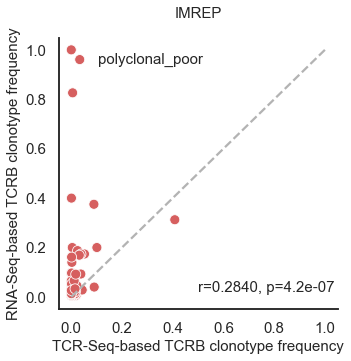 IMREP
RNA-Seq-based TCRB clonotype frequency
1.0
0.8
0.6
0.4
0.2
0.0
polyclonal_poor
r=0.2840, p=4.2e-07
0.0 0.2 0.4 0.6 0.8 1.0
TCR-Seq-based TCRB clonotype frequency